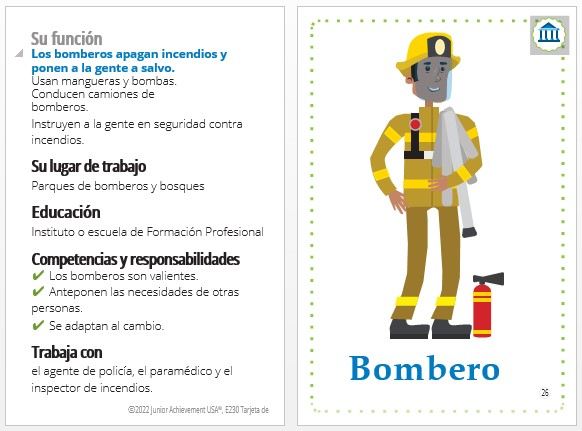 Su función
Los bomberos apagan incendios y
ponen a la gente a salvo.
Usan mangueras y bombas.
Conducen camiones de
bomberos.
Instruyen a la gente en seguridad contra
incendios.
Su lugar de trabajo
Parques de bomberos y bosques
Educación
Instituto o escuela de Formación Profesional
Competencias y responsabilidades
✔ Los bomberos son valientes.
✔ Anteponen las necesidades de otras
personas.
✔ Se adaptan al cambio.
Trabaja con
el agente de policía, el paramédico y el
inspector de incendios.
©2022 Junior Achievement USA®, E230 Tarjeta de
Bombero
26